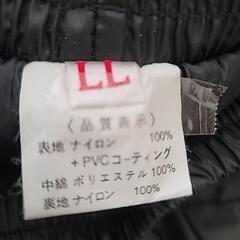 LL
〈品質表示〉
表地 ナイロン 100%
+PVCコーティング
中綿 ポリエステル 100%
裏地 ナイロン 100%